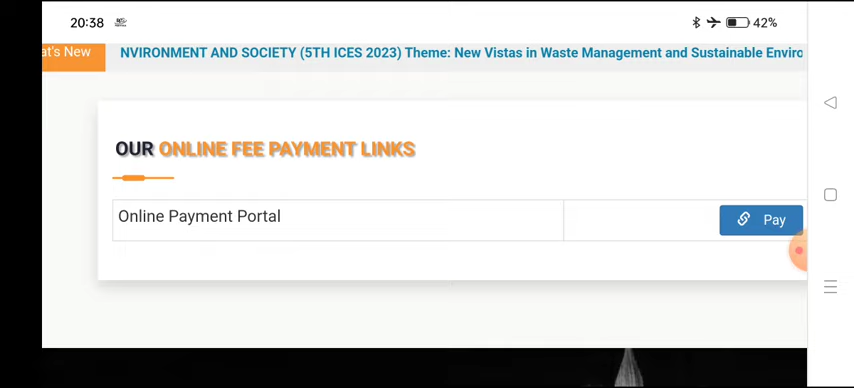 20:38
42%
at's New
NVIRONMENT AND SOCIETY (5TH ICES 2023) Theme: New Vistas in Waste Management and Sustainable Enviro
OUR ONLINE FEE PAYMENT LINKS
Online Payment Portal
Pay